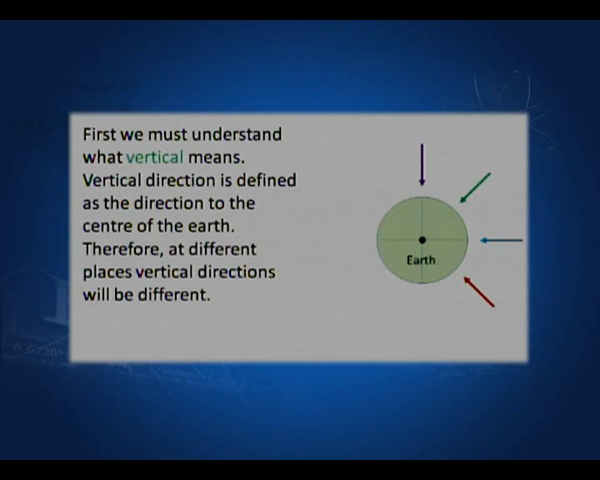 First we must understand
what vertical means.
Vertical direction is defined
as the direction to the
centre of the earth.
Therefore, at different
places vertical directions
will be different.
Earth